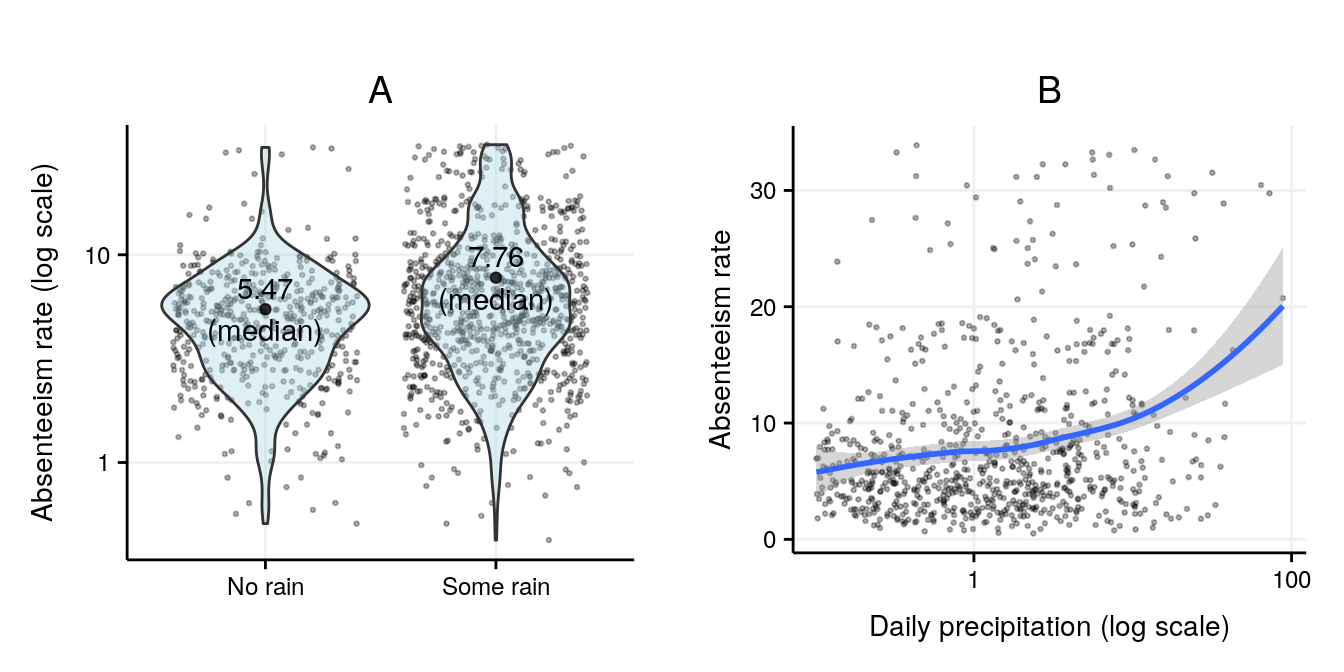 A
Absenteeism rate (log scale)
10
1
5.47
(median)
7.76
(median)
No rain
Some rain
B
Absenteeism rate
30
20
10
0
1
100
Daily precipitation (log scale)